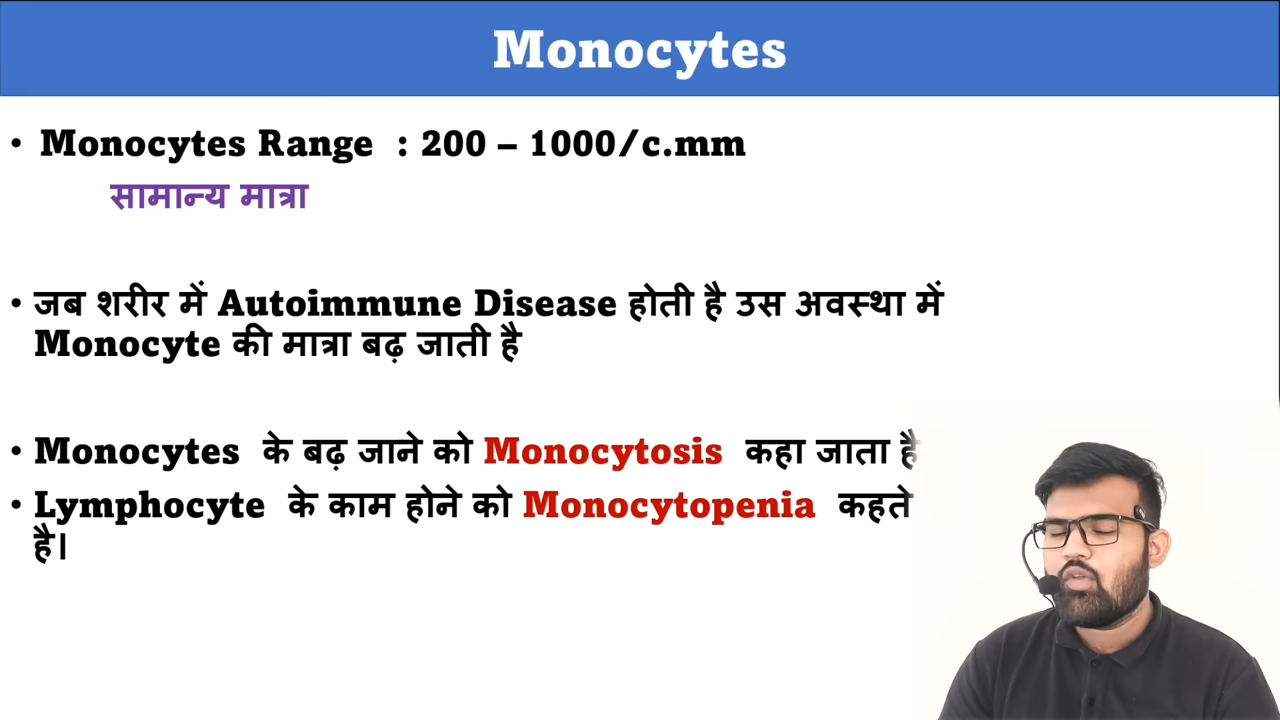 Monocytes
• Monocytes Range : 200 – 1000/c.mm
सामान्य मात्रा
• जब शरीर में Autoimmune Disease होती है उस अवस्था में
Monocyte की मात्रा बढ़ जाती है
• Monocytes के बढ़ जाने को Monocytosis कहा जाता है
• Lymphocyte के काम होने को Monocytopenia कहते
है।